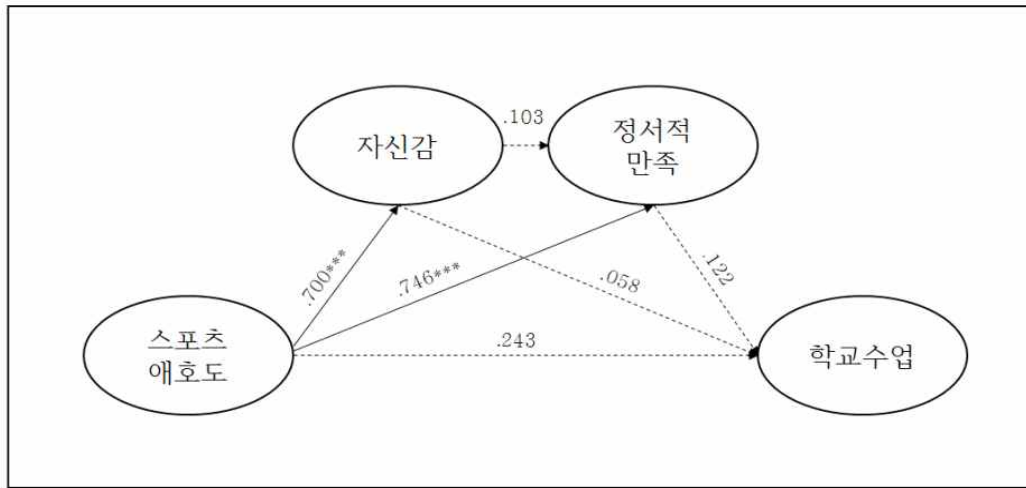 .103
자신감
정서적
만족
.700***
.746***
.058
.122
.243
스포츠
애호도
학교수업